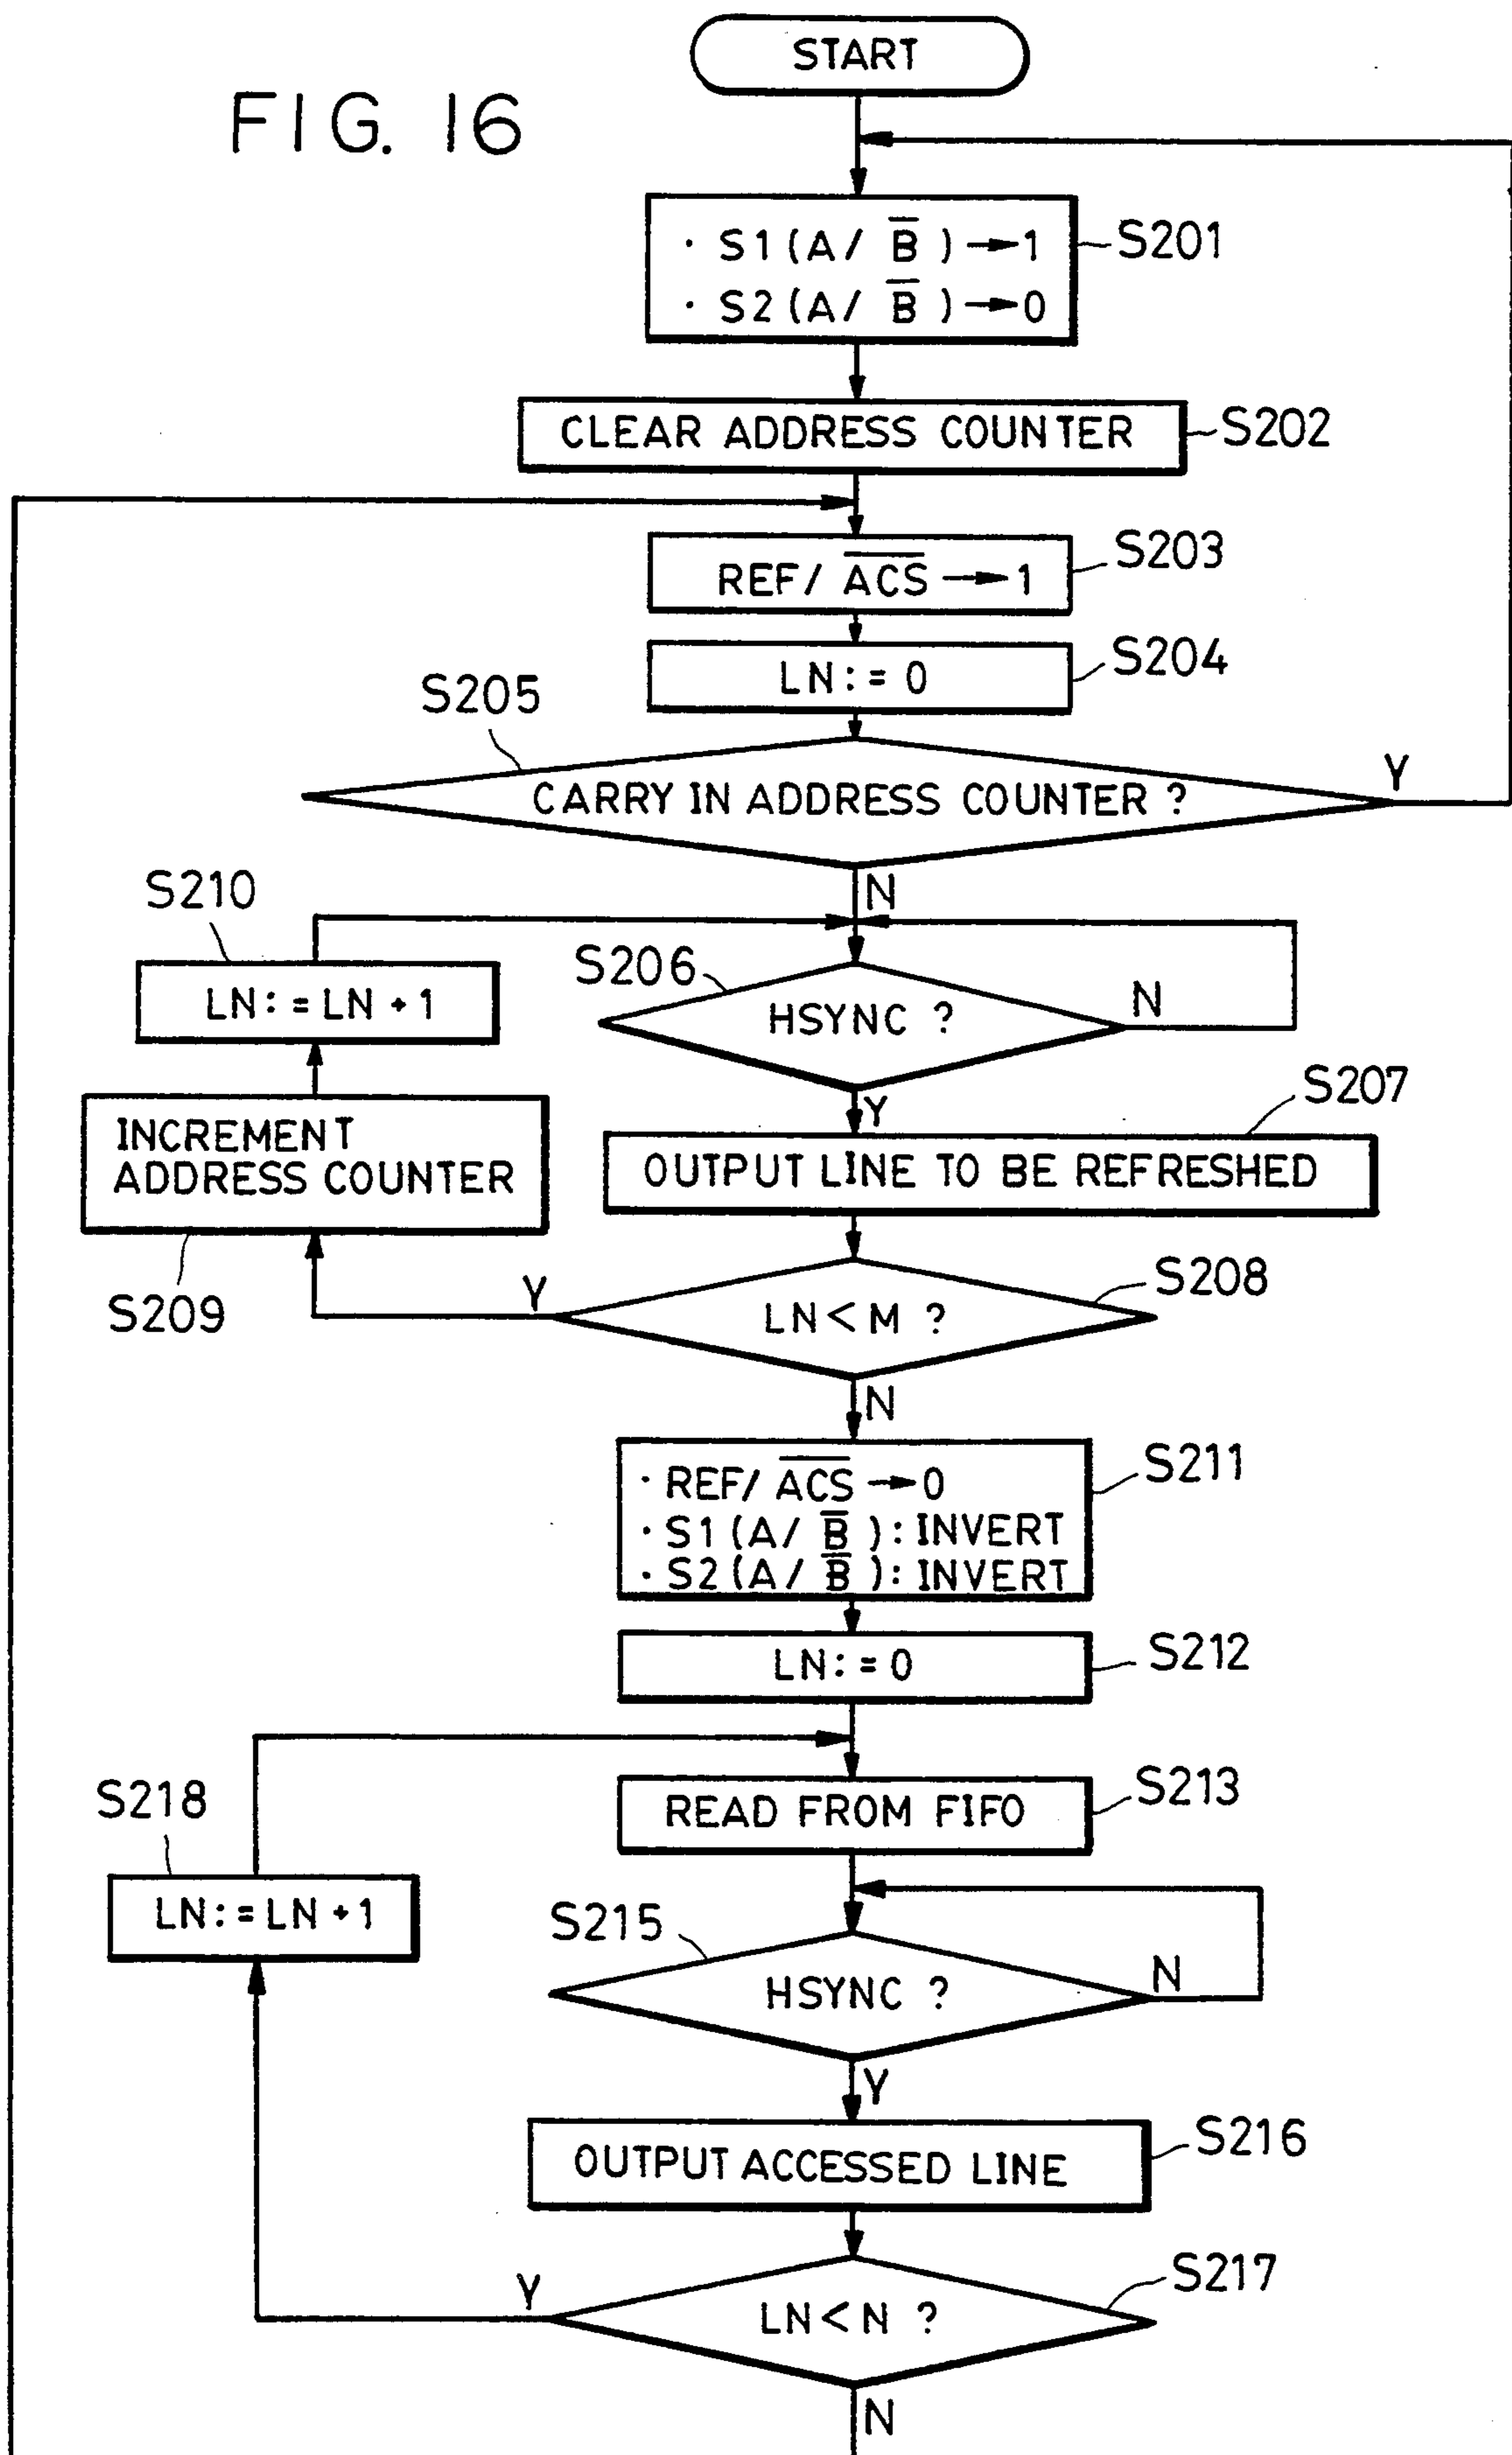 START
FIG. 16
· S1 (A/ B̅ ) → 1
S201
· S2 (A/ B̅ ) → 0
CLEAR ADDRESS COUNTER
S202
REF/ A̅C̅S̅ → 1
S203
LN := 0
S204
S205
CARRY IN ADDRESS COUNTER ?
Y
N
S210
LN := LN + 1
S206
HSYNC ?
N
Y
S207
INCREMENT
ADDRESS COUNTER
OUTPUT LINE TO BE REFRESHED
S209
Y
S208
LN < M ?
N
· REF/ A̅C̅S̅ → 0
S211
· S1 (A/ B̅ ) : INVERT
· S2 (A/ B̅ ) : INVERT
LN := 0
S212
S218
READ FROM FIFO
S213
LN := LN + 1
S215
HSYNC ?
N
Y
OUTPUT ACCESSED LINE
S216
Y
S217
LN < N ?
N